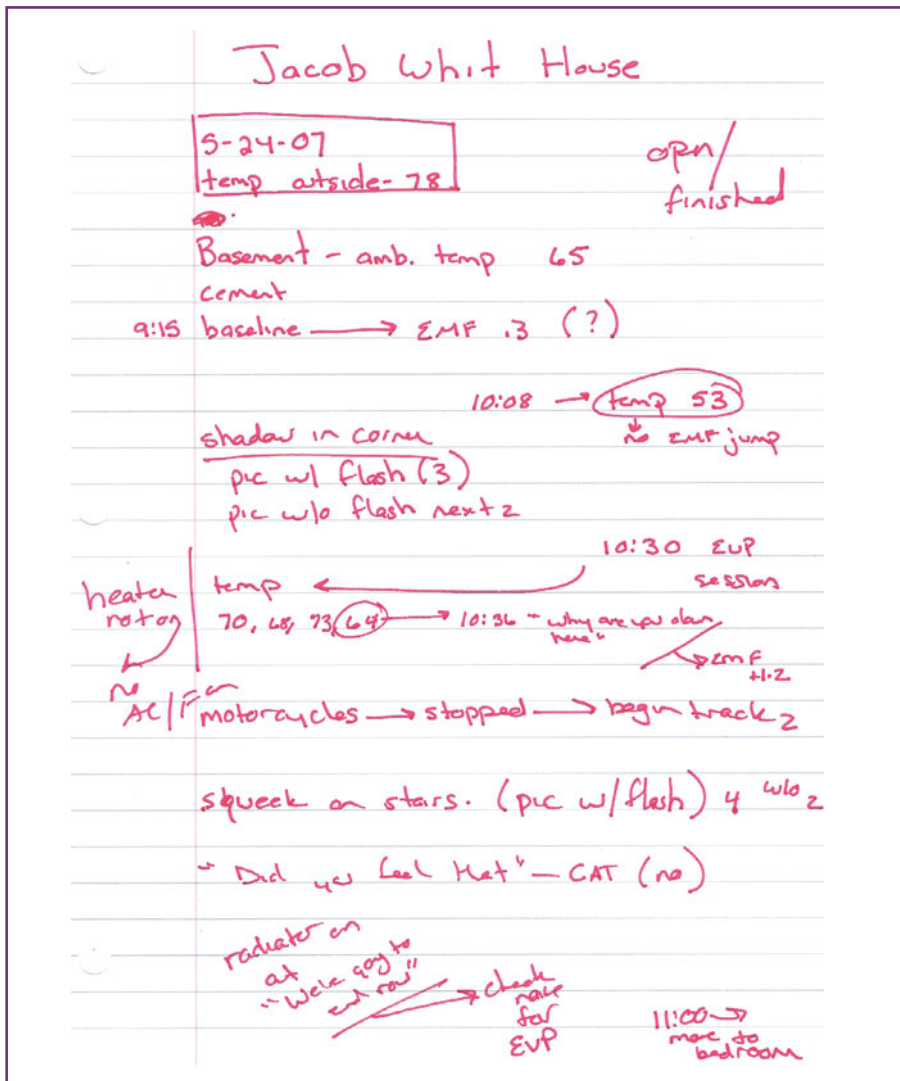 Jacob Whit House
5-24-07
temp outside- 78
open/
finished
Basement - amb. temp 65
cement
9:15 baseline → EMF .3 (?)
10:08 → temp 53
no EMF jump
shadow in corner
pic w/ flash (3)
pic w/o flash next 2
10:30 EVP
session
heater
not on
temp
70, 68, 73, 64 → 10:36 - "why are you down
here"
EMF
+1.2
no
AC/Fan
motorcycles → stopped → begin track 2
squeek on stairs. (pic w/flash) 4 w/o 2
"Did you feel that" - CAT (no)
radiater on
at
"We're going to
end now"
check
noise
for
EVP
11:00 →
move to
bedroom